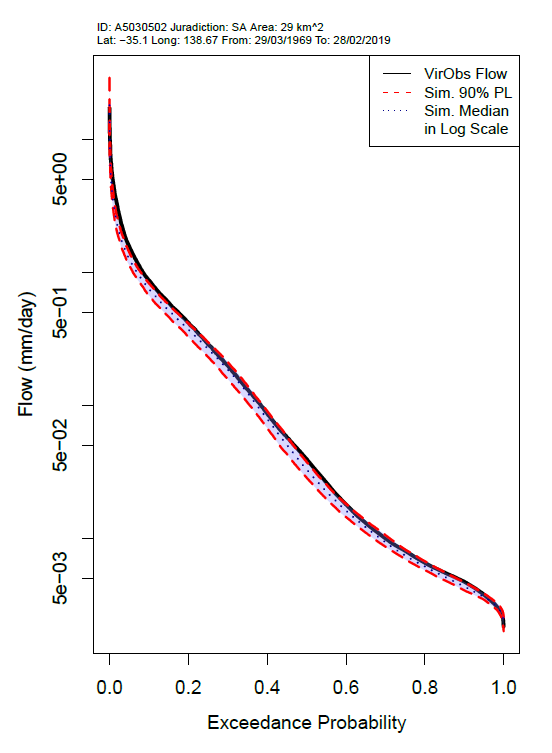 ID: A5030502 Juradiction: SA Area: 29 km^2
Lat: −35.1 Long: 138.67 From: 29/03/1969 To: 28/02/2019
VirObs Flow
Sim. 90% PL
Sim. Median
in Log Scale
5e+00
5e−01
5e−02
5e−03
Flow (mm/day)
0.0 0.2 0.4 0.6 0.8 1.0
Exceedance Probability